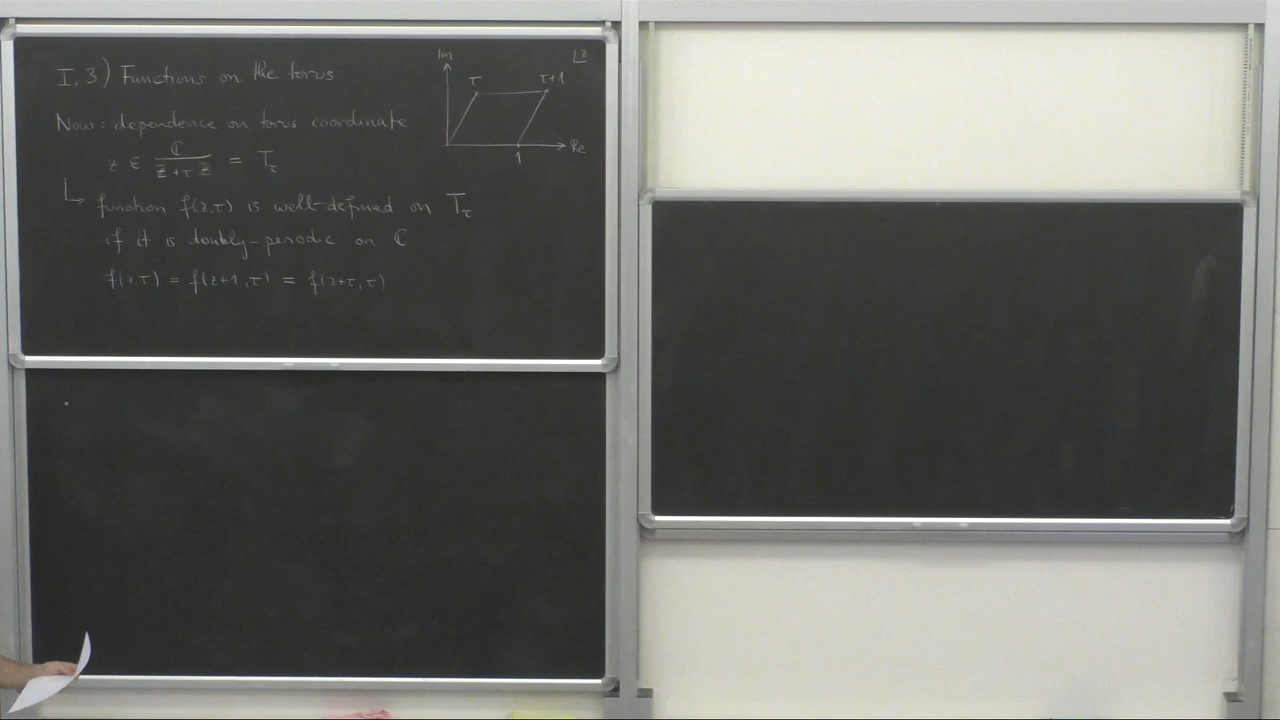 I.3) Functions on the torus
Now: dependence on torus coordinate
z ∈ ℂ / ℤ+τℤ = T_τ
↳ function f(z,τ) is well-defined on T_τ
if it is doubly-periodic on ℂ
f(z,τ) = f(z+1,τ) = f(z+τ,τ)
Im
z
τ
τ+1
1
Re